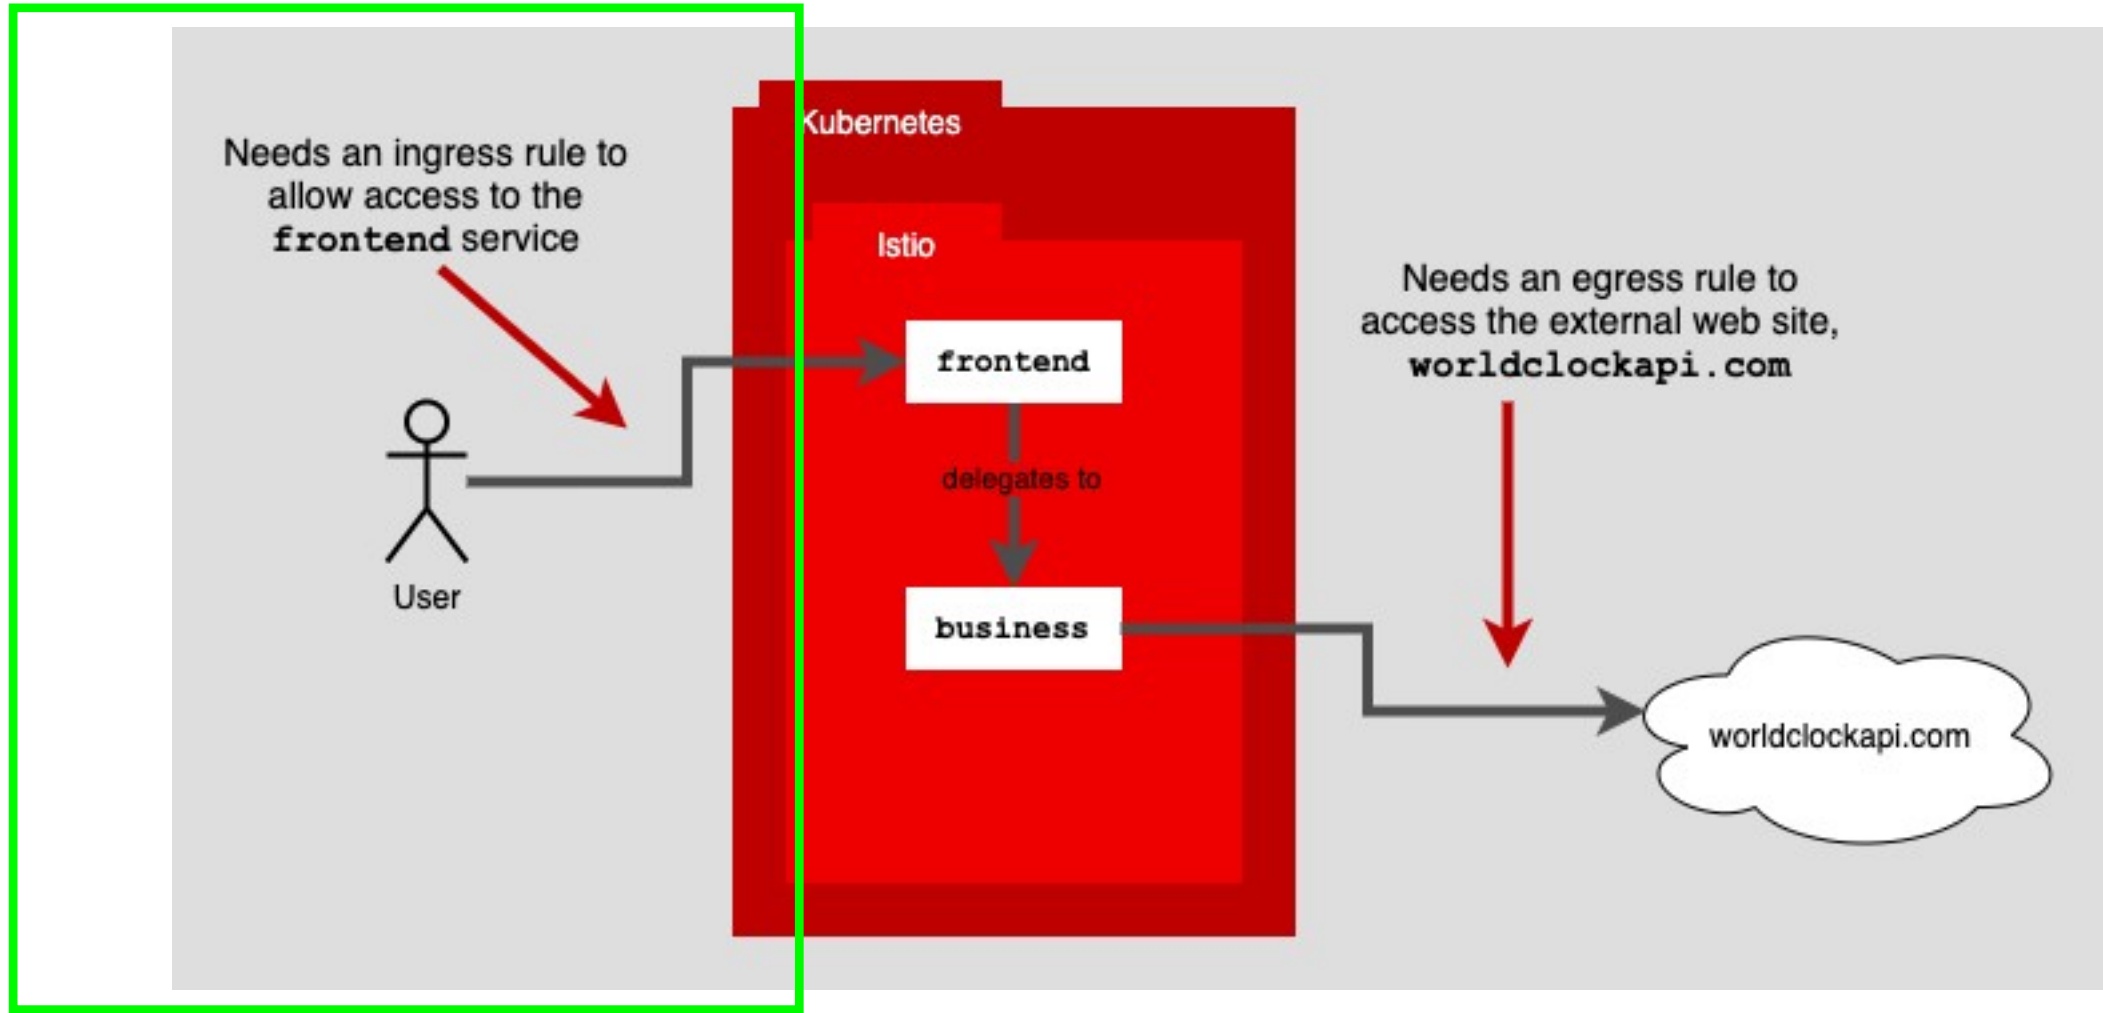 Needs an ingress rule to
allow access to the
frontend service
User
Kubernetes
Istio
frontend
delegates to
business
Needs an egress rule to
access the external web site,
worldclockapi.com
worldclockapi.com